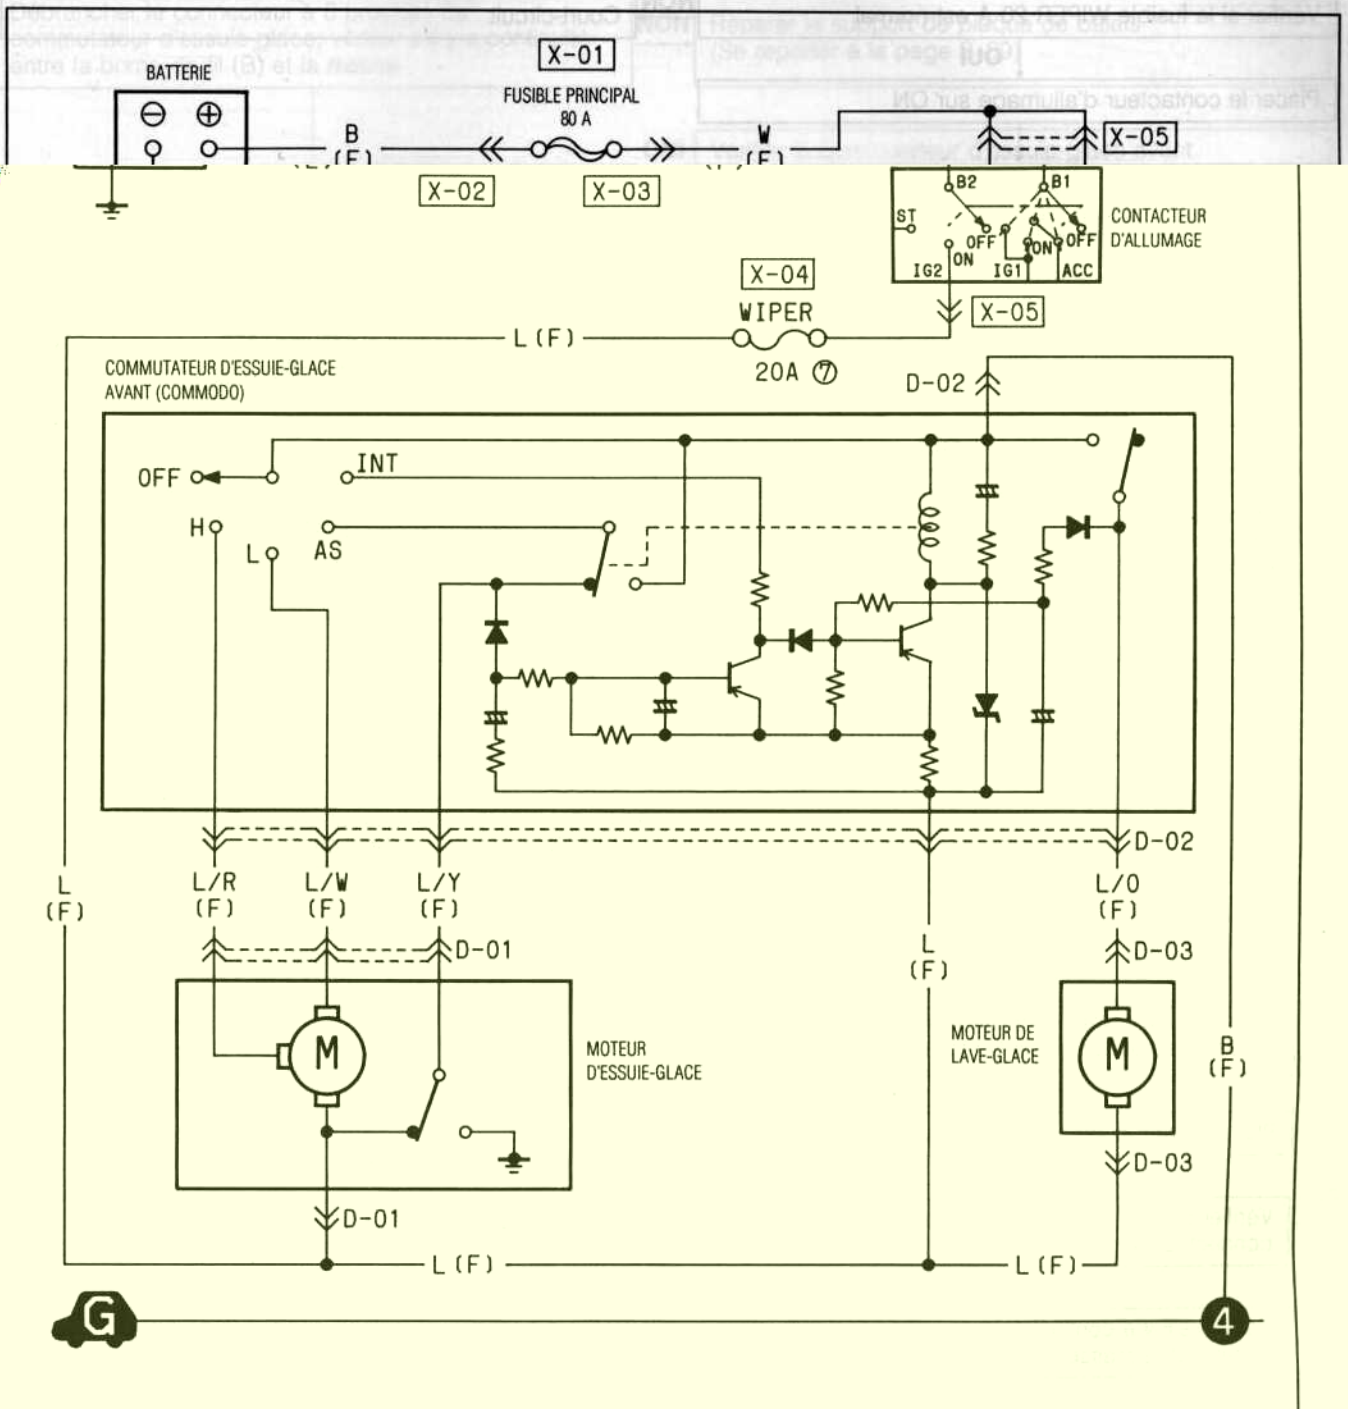 X-01
BATTERIE
FUSIBLE PRINCIPAL
80 A
B
W
X-05
X-02
X-03
B2
B1
ST
OFF
ON
OFF
ON
IG2
IG1
ACC
CONTACTEUR
D'ALLUMAGE
X-04
WIPER
X-05
L (F)
20A ⑦
COMMUTATEUR D'ESSUIE-GLACE
AVANT (COMMODO)
D-02
OFF
INT
H
L
AS
D-02
L
(F)
L/R
(F)
L/W
(F)
L/Y
(F)
L/O
(F)
D-01
L
(F)
D-03
M
MOTEUR
D'ESSUIE-GLACE
MOTEUR DE
LAVE-GLACE
M
B
(F)
D-03
D-01
L (F)
L (F)
G
4